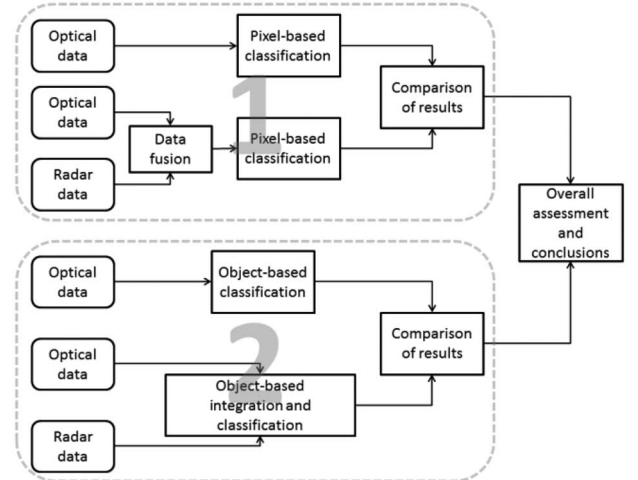 Optical
data
Pixel-based
classification
Optical
data
Radar
data
Data
fusion
Pixel-based
classification
Comparison
of results
1
Overall
assessment
and
conclusions
Optical
data
Object-based
classification
Optical
data
Radar
data
Object-based
integration and
classification
Comparison
of results
2